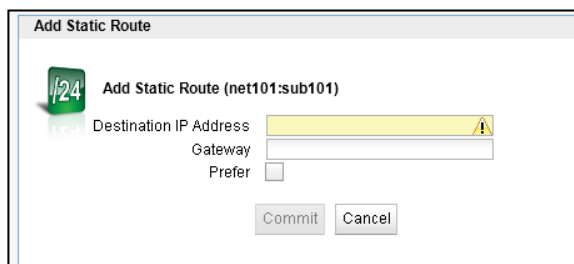 Add Static Route
/24
Add Static Route (net101:sub101)
Destination IP Address
Gateway
Prefer
Commit Cancel